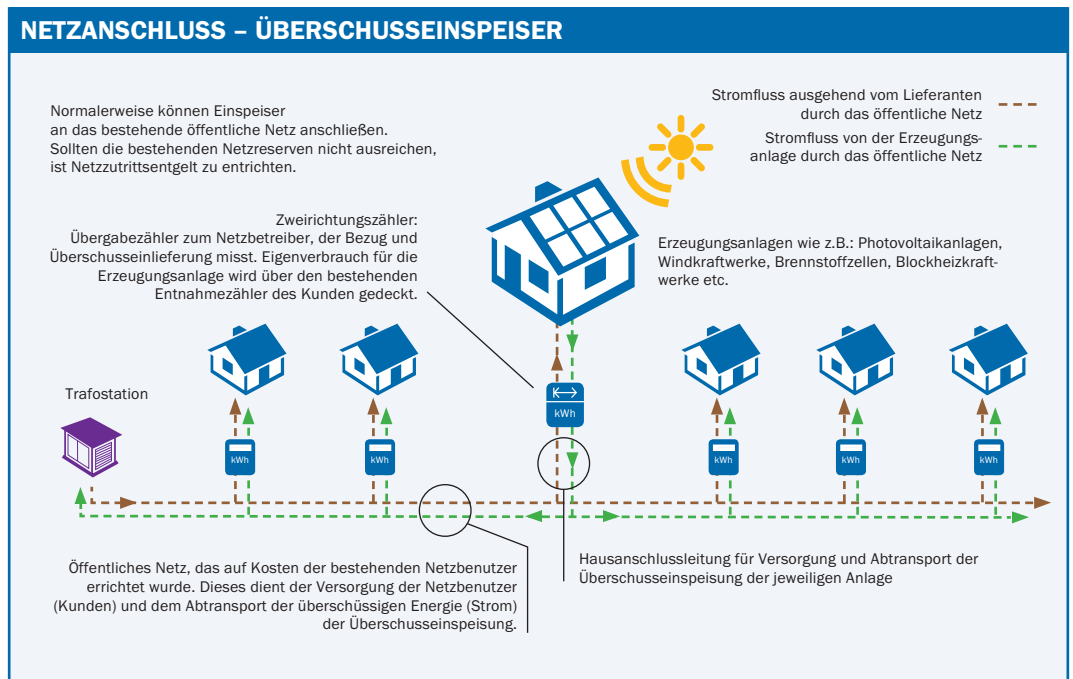 NETZANSCHLUSS – ÜBERSCHUSSEINSPEISER
Normalerweise können Einspeiser
an das bestehende öffentliche Netz anschließen.
Sollten die bestehenden Netzreserven nicht ausreichen,
ist Netzzutrittsentgelt zu entrichten.
Stromfluss ausgehend vom Lieferanten
durch das öffentliche Netz
Stromfluss von der Erzeugungs-
anlage durch das öffentliche Netz
Zweirichtungszähler:
Übergabezähler zum Netzbetreiber, der Bezug und
Überschusseinlieferung misst. Eigenverbrauch für die
Erzeugungsanlage wird über den bestehenden
Entnahmezähler des Kunden gedeckt.
Erzeugungsanlagen wie z.B.: Photovoltaikanlagen,
Windkraftwerke, Brennstoffzellen, Blockheizkraft-
werke etc.
Trafostation
kWh
kWh
kWh
kWh
kWh
kWh
Öffentliches Netz, das auf Kosten der bestehenden Netzbenutzer
errichtet wurde. Dieses dient der Versorgung der Netzbenutzer
(Kunden) und dem Abtransport der überschüssigen Energie (Strom)
der Überschusseinspeisung.
Hausanschlussleitung für Versorgung und Abtransport der
Überschusseinspeisung der jeweiligen Anlage